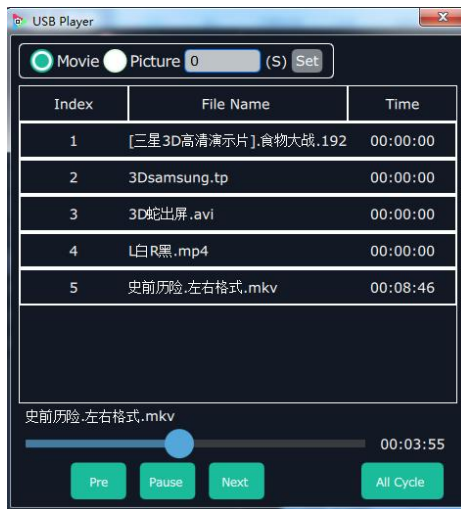 USB Player
Movie Picture 0 (S) Set
Index File Name Time
1 [三星3D高清演示片].食物大战.192 00:00:00
2 3Dsamsung.tp 00:00:00
3 3D蛇出屏.avi 00:00:00
4 L白R黑.mp4 00:00:00
5 史前历险.左右格式.mkv 00:08:46
史前历险.左右格式.mkv
00:03:55
Pre Pause Next All Cycle